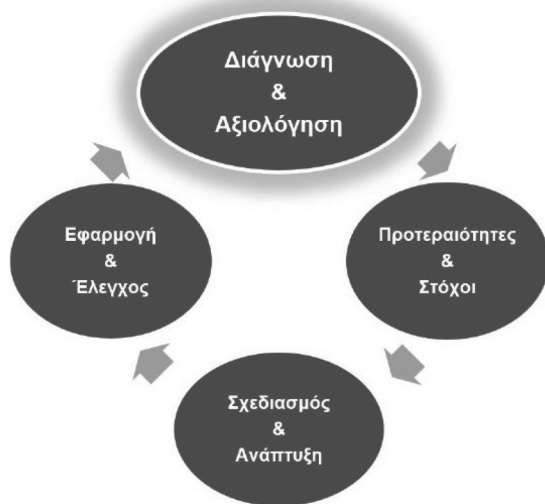 Διάγνωση
&
Αξιολόγηση
Εφαρμογή
&
Έλεγχος
Προτεραιότητες
&
Στόχοι
Σχεδιασμός
&
Ανάπτυξη